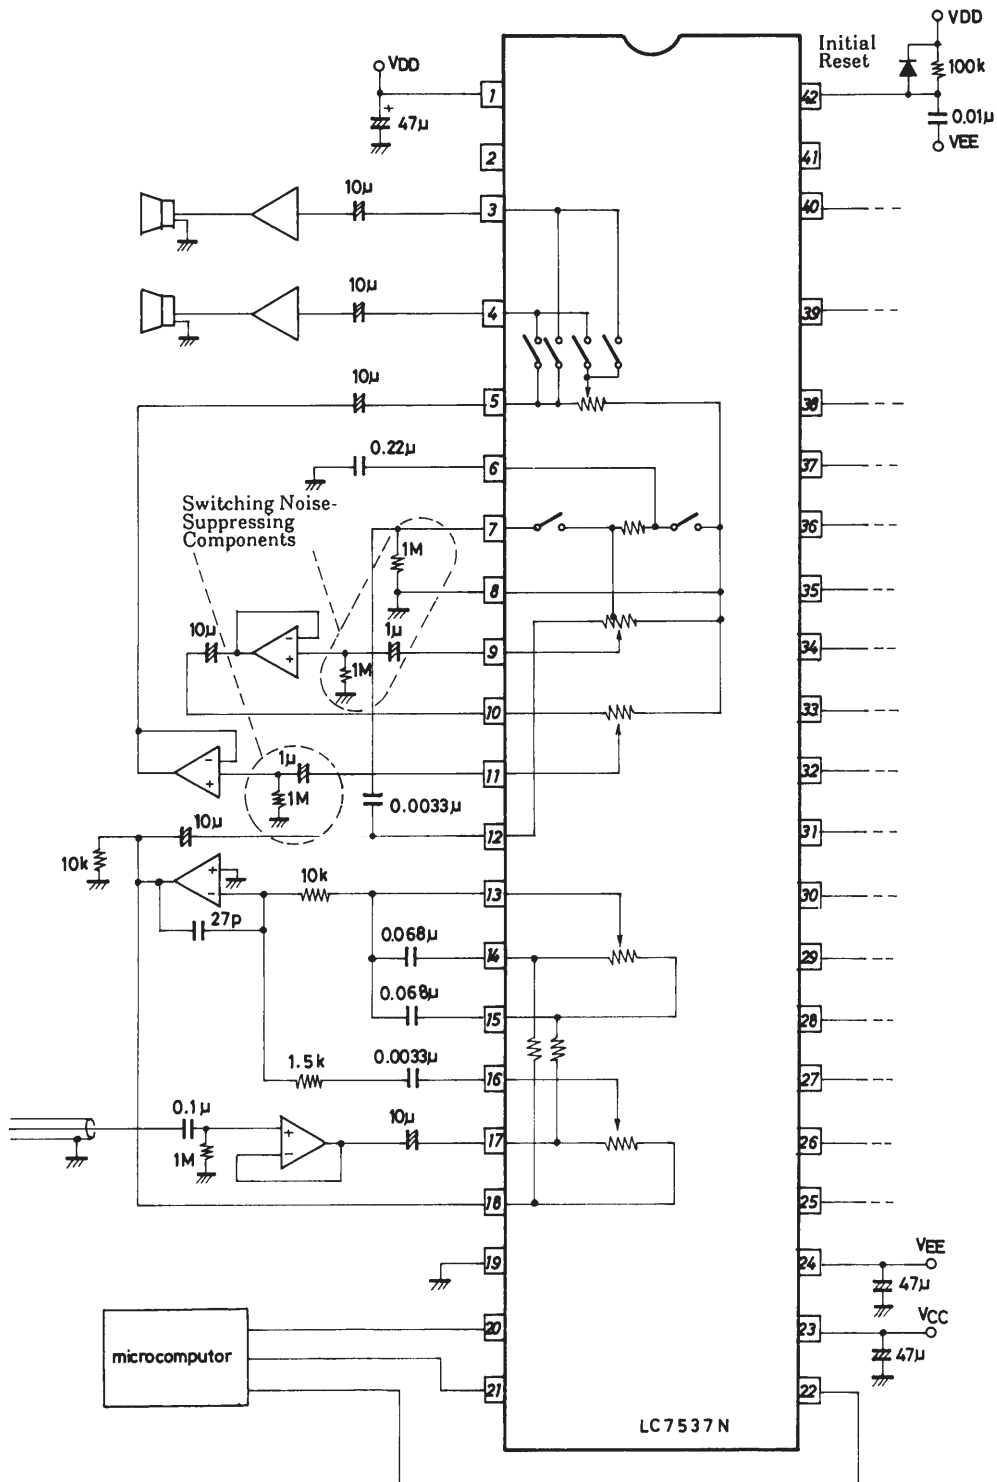 Initial
Reset
VDD
100k
0.01μ
VEE
VDD
+
47μ
1
2
3
4
5
6
7
8
9
10
11
12
13
14
15
16
17
18
19
20
21
42
41
40
39
38
37
36
35
34
33
32
31
30
29
28
27
26
25
24
23
22
10μ
10μ
10μ
0.22μ
Switching Noise-
Suppressing
Components
1M
10μ
-
+
1μ
1M
-
+
1μ
1M
0.0033μ
10μ
10k
+
-
10k
27p
0.068μ
0.068μ
1.5k
0.0033μ
0.1μ
1M
+
-
10μ
VEE
47μ
VCC
47μ
microcomputor
LC7537N